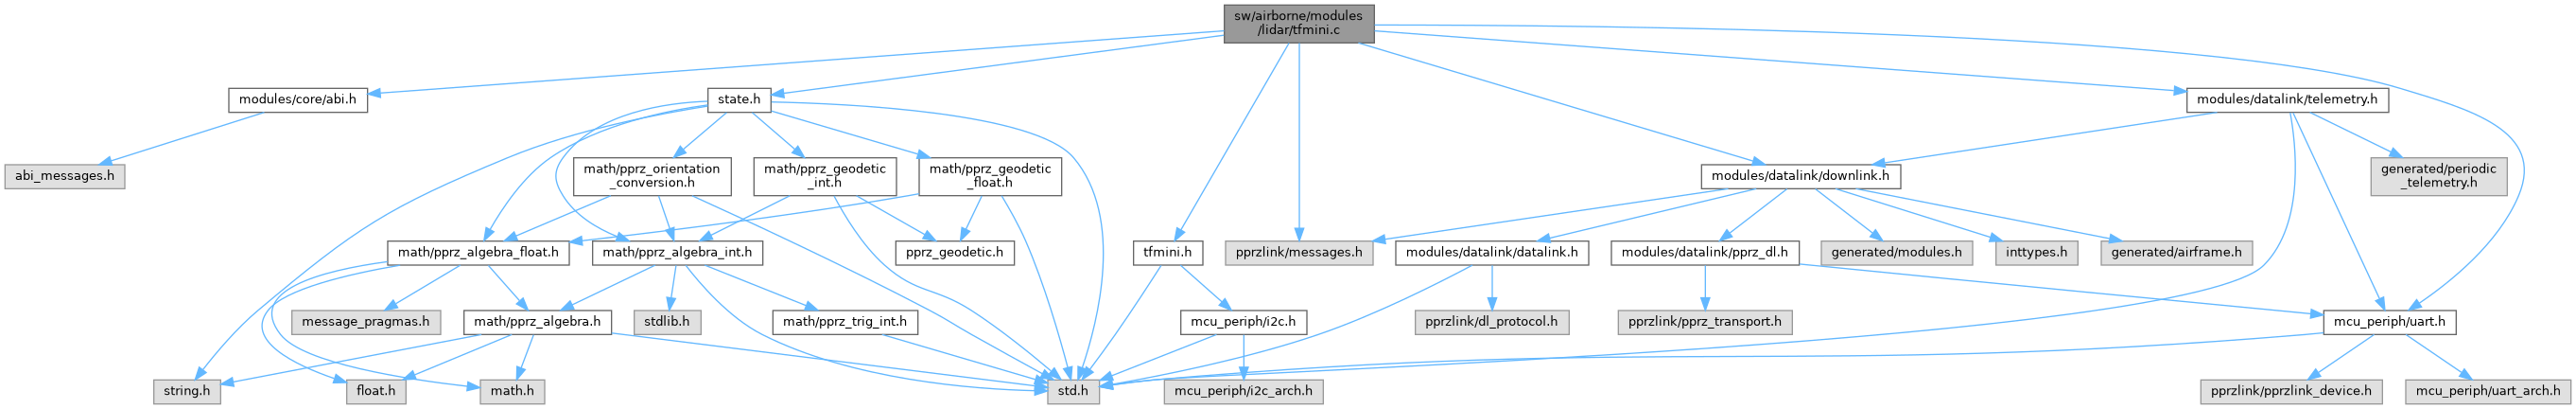 sw/airborne/modules
/lidar/tfmini.c
modules/core/abi.h
state.h
modules/datalink/telemetry.h
abi_messages.h
math/pprz_orientation
_conversion.h
math/pprz_geodetic
_int.h
math/pprz_geodetic
_float.h
modules/datalink/downlink.h
generated/periodic
_telemetry.h
math/pprz_algebra_float.h
math/pprz_algebra_int.h
pprz_geodetic.h
tfmini.h
pprzlink/messages.h
modules/datalink/datalink.h
modules/datalink/pprz_dl.h
generated/modules.h
inttypes.h
generated/airframe.h
message_pragmas.h
math/pprz_algebra.h
stdlib.h
math/pprz_trig_int.h
mcu_periph/i2c.h
pprzlink/dl_protocol.h
pprzlink/pprz_transport.h
mcu_periph/uart.h
string.h
float.h
math.h
std.h
mcu_periph/i2c_arch.h
pprzlink/pprzlink_device.h
mcu_periph/uart_arch.h